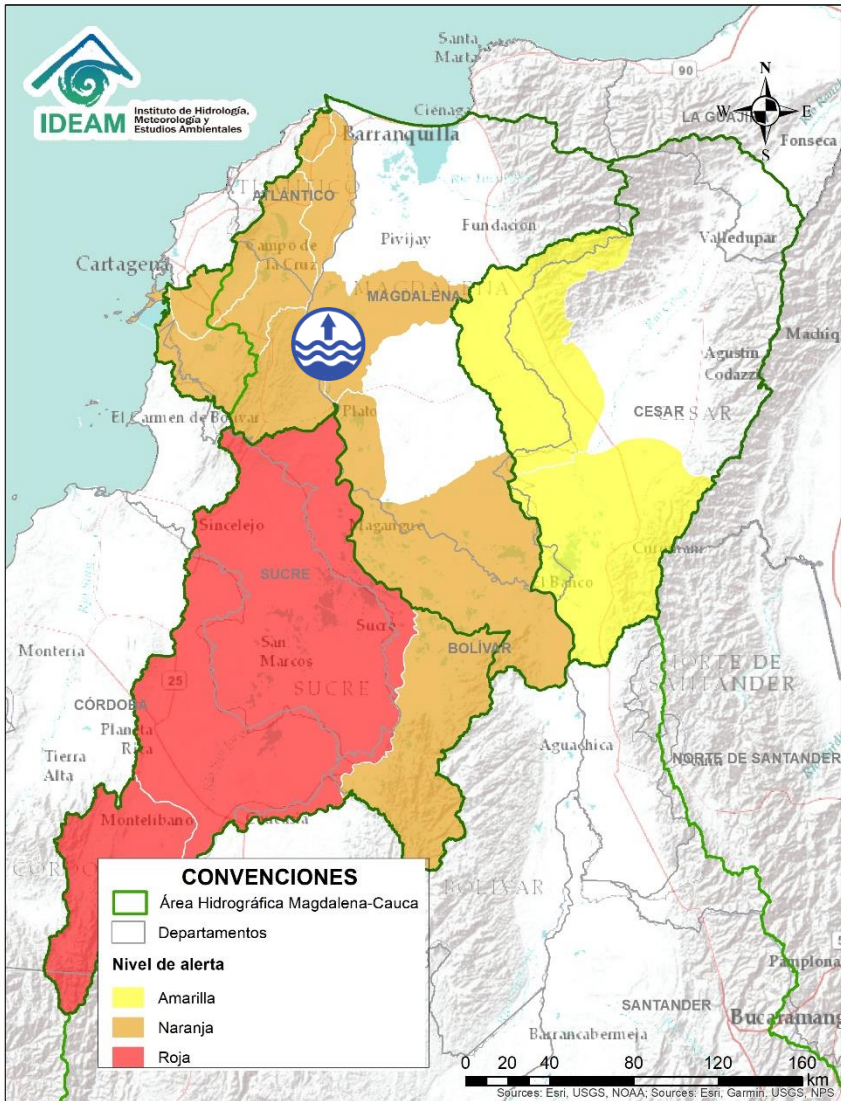 IDEAM
Instituto de Hidrología,
Meteorología y
Estudios Ambientales
Santa
Marta
90
N
W
E
S
LA GUAJI
Fonseca
Ciénaga
Barranquilla
ATLÁNTICO
Fundación
Pivijay
Valledupar
Campo de
la Cruz
Cartagena
MAGDALENA
Agustín
Codazzi
CESAR
CESAR
El Carmen de Bolívar
Plato
Sincelejo
Magangué
SUCRE
El Banco
Sucre
San
Marcos
BOLÍVAR
SUCRE
Montería
25
NORTE DE
SANTANDER
CÓRDOBA
Planeta
Rica
Tierra
Alta
Aguachica
NORTE DE SANTANDER
Montelíbano
BOLÍVAR
CONVENCIONES
Área Hidrográfica Magdalena-Cauca
Departamentos
Nivel de alerta
Amarilla
Naranja
Roja
Pamplona
SANTANDER
Bucaramang
Barrancabermeja
0 20 40 80 120 160
km
Sources: Esri, USGS, NOAA; Sources: Esri, Garmin, USGS, NPS